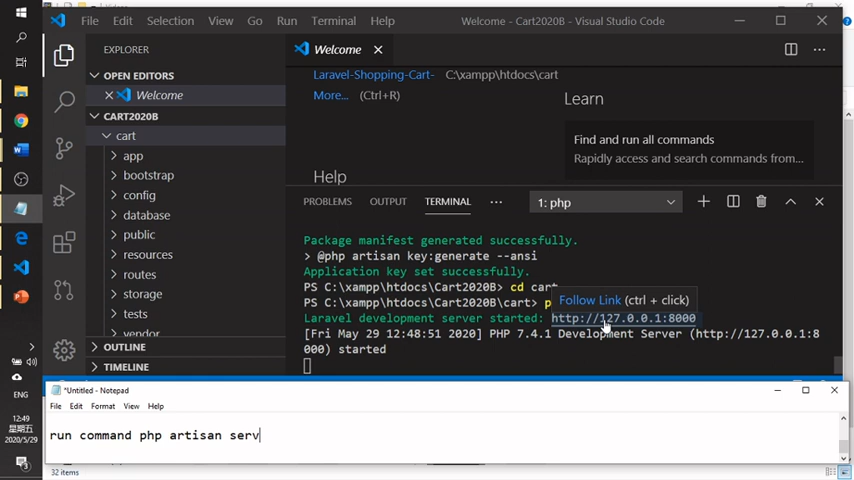 File Edit Selection View Go Run Terminal Help Welcome - Cart2020B - Visual Studio Code
EXPLORER
Welcome
OPEN EDITORS
Welcome
CART2020B
cart
app
bootstrap
config
database
public
resources
routes
storage
tests
vendor
OUTLINE
TIMELINE
Laravel-Shopping-Cart- C:\xampp\htdocs\cart
More... (Ctrl+R)
Help
Learn
Find and run all commands
Rapidly access and search commands from...
PROBLEMS OUTPUT TERMINAL ... 1: php
Package manifest generated successfully.
> @php artisan key:generate --ansi
Application key set successfully.
PS C:\xampp\htdocs\Cart2020B> cd cart
PS C:\xampp\htdocs\Cart2020B\cart> p
Follow Link (ctrl + click)
Laravel development server started: http://127.0.0.1:8000
[Fri May 29 12:48:51 2020] PHP 7.4.1 Development Server (http://127.0.0.1:8
000) started
*Untitled - Notepad
File Edit Format View Help
run command php artisan serv
32 items
ENG
12:49
星期五
2020/5/29
3